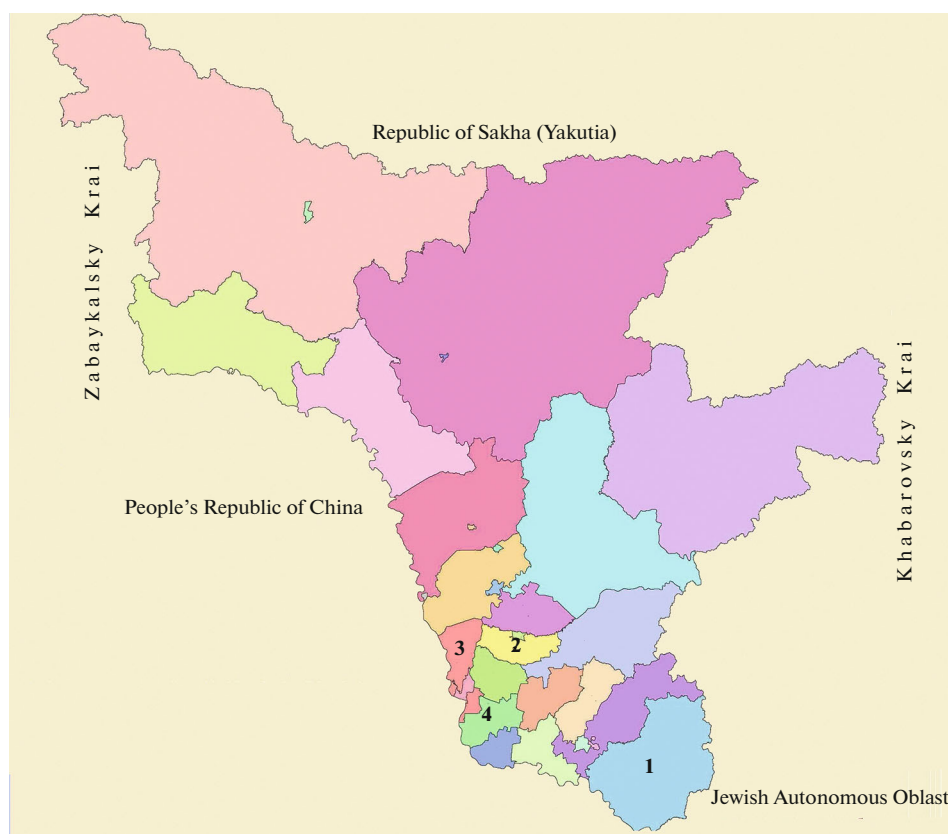 Republic of Sakha (Yakutia)
Zabaykalsky Krai
Khabarovsky Krai
People's Republic of China
3
2
4
1
Jewish Autonomous Oblast